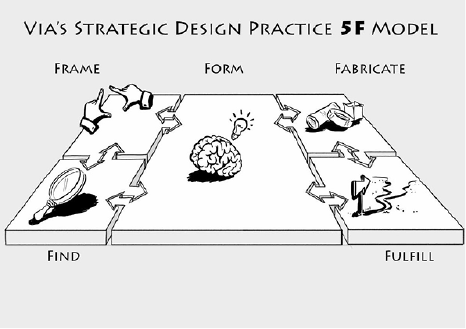 VIA'S STRATEGIC DESIGN PRACTICE 5F MODEL
FRAME FORM FABRICATE
FIND FULFILL